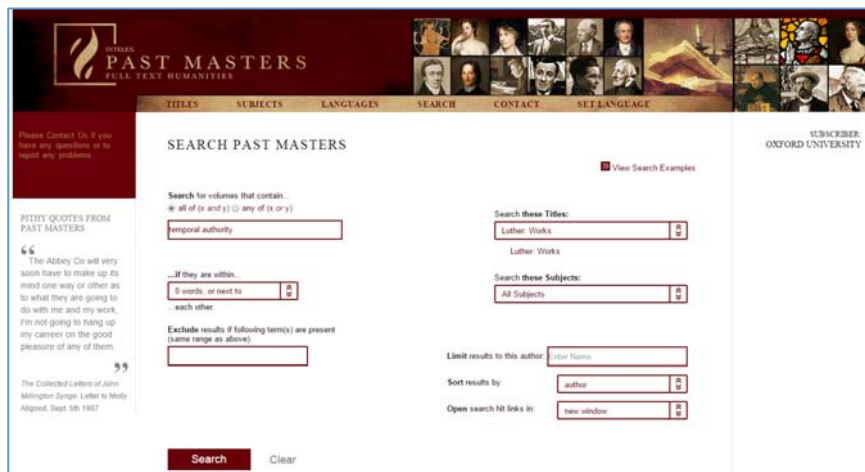 INTELEX
PAST MASTERS
FULL TEXT HUMANITIES
TITLES SUBJECTS LANGUAGES SEARCH CONTACT SET LANGUAGE
Please Contact Us if you
have any questions or to
report any problems.
PITHY QUOTES FROM
PAST MASTERS
“
The Abbey Co will very
soon have to make up its
mind one way or other as
to what they are going to
do with me and my work,
I'm not going to hang up
my carreer on the good
pleasure of any of them.
”
The Collected Letters of John
Millington Synge. Letter to Molly
Allgood, Sept. 5th 1907
SEARCH PAST MASTERS
View Search Examples
Search for volumes that contain...
all of (x and y) any of (x or y)
temporal authority
...if they are within...
0 words, or next to
...each other.
Exclude results if following term(s) are present
(same range as above)
Search these Titles:
Luther: Works
Luther: Works
Search these Subjects:
All Subjects
Limit results to this author: Enter Name
Sort results by: author
Open search hit links in: new window
Search Clear
SUBSCRIBER:
OXFORD UNIVERSITY